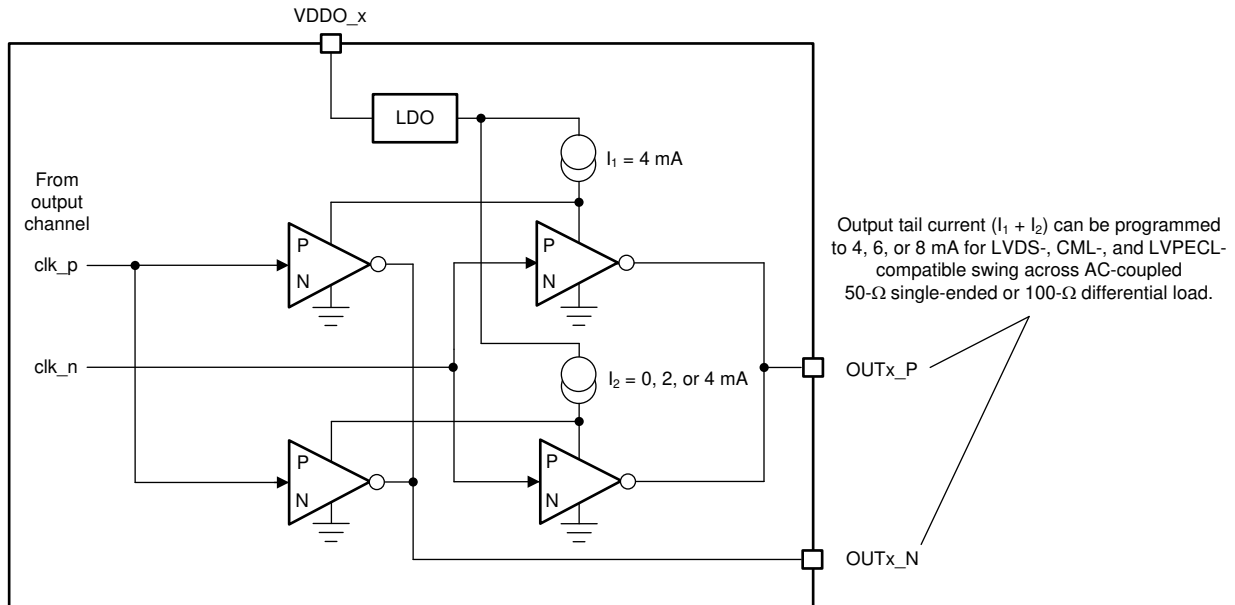 VDDO_x
LDO
I₁ = 4 mA
From
output
channel
P
N
P
N
clk_p
Output tail current (I₁ + I₂) can be programmed
to 4, 6, or 8 mA for LVDS-, CML-, and LVPECL-
compatible swing across AC-coupled
50-Ω single-ended or 100-Ω differential load.
clk_n
I₂ = 0, 2, or 4 mA
OUTx_P
P
N
P
N
OUTx_N